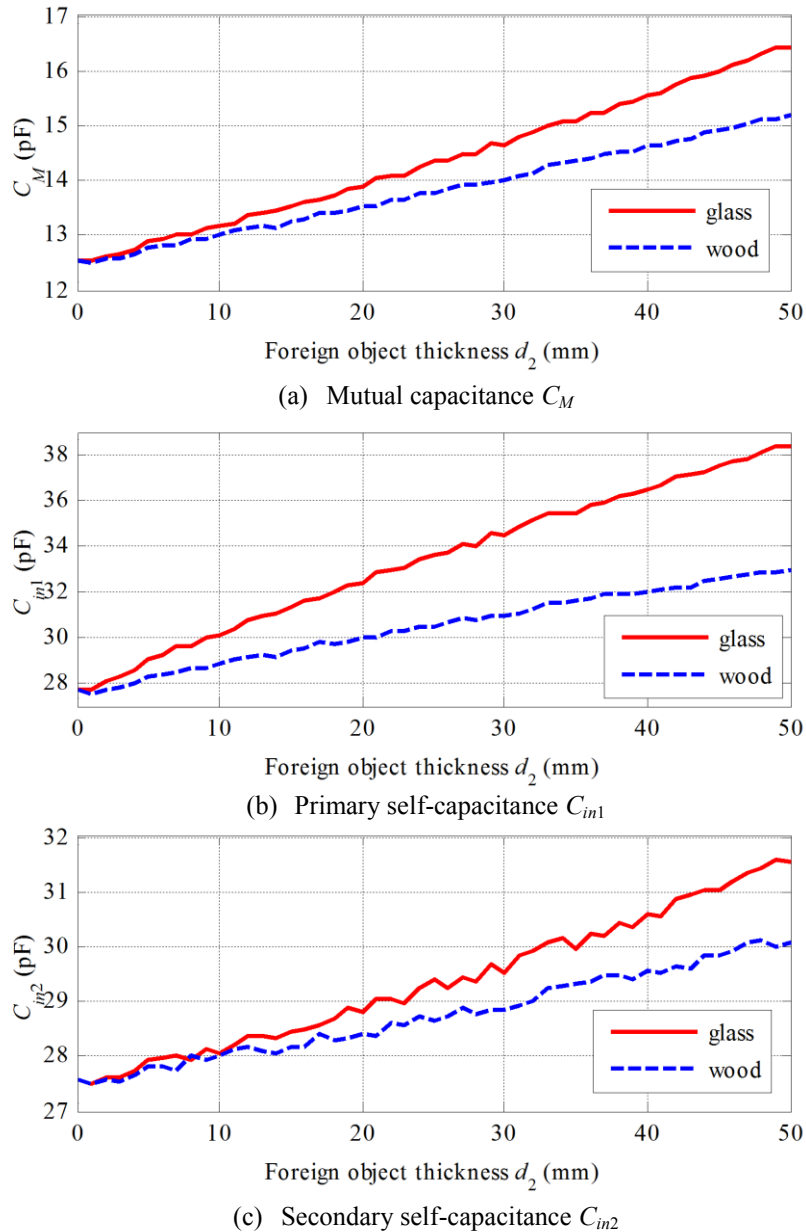 17
16
15
14
13
12
C_M (pF)
glass
wood
0 10 20 30 40 50
Foreign object thickness d_2 (mm)
(a) Mutual capacitance C_M
38
36
34
32
30
28
C_in1 (pF)
glass
wood
0 10 20 30 40 50
Foreign object thickness d_2 (mm)
(b) Primary self-capacitance C_in1
32
31
30
29
28
27
C_in2 (pF)
glass
wood
0 10 20 30 40 50
Foreign object thickness d_2 (mm)
(c) Secondary self-capacitance C_in2